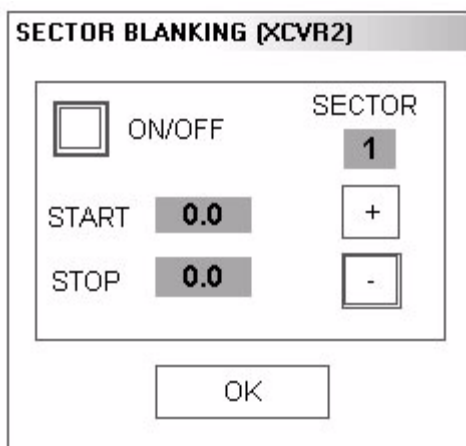 SECTOR BLANKING (XCVR2)
ON/OFF
SECTOR
1
START 0.0
+
STOP 0.0
-
OK